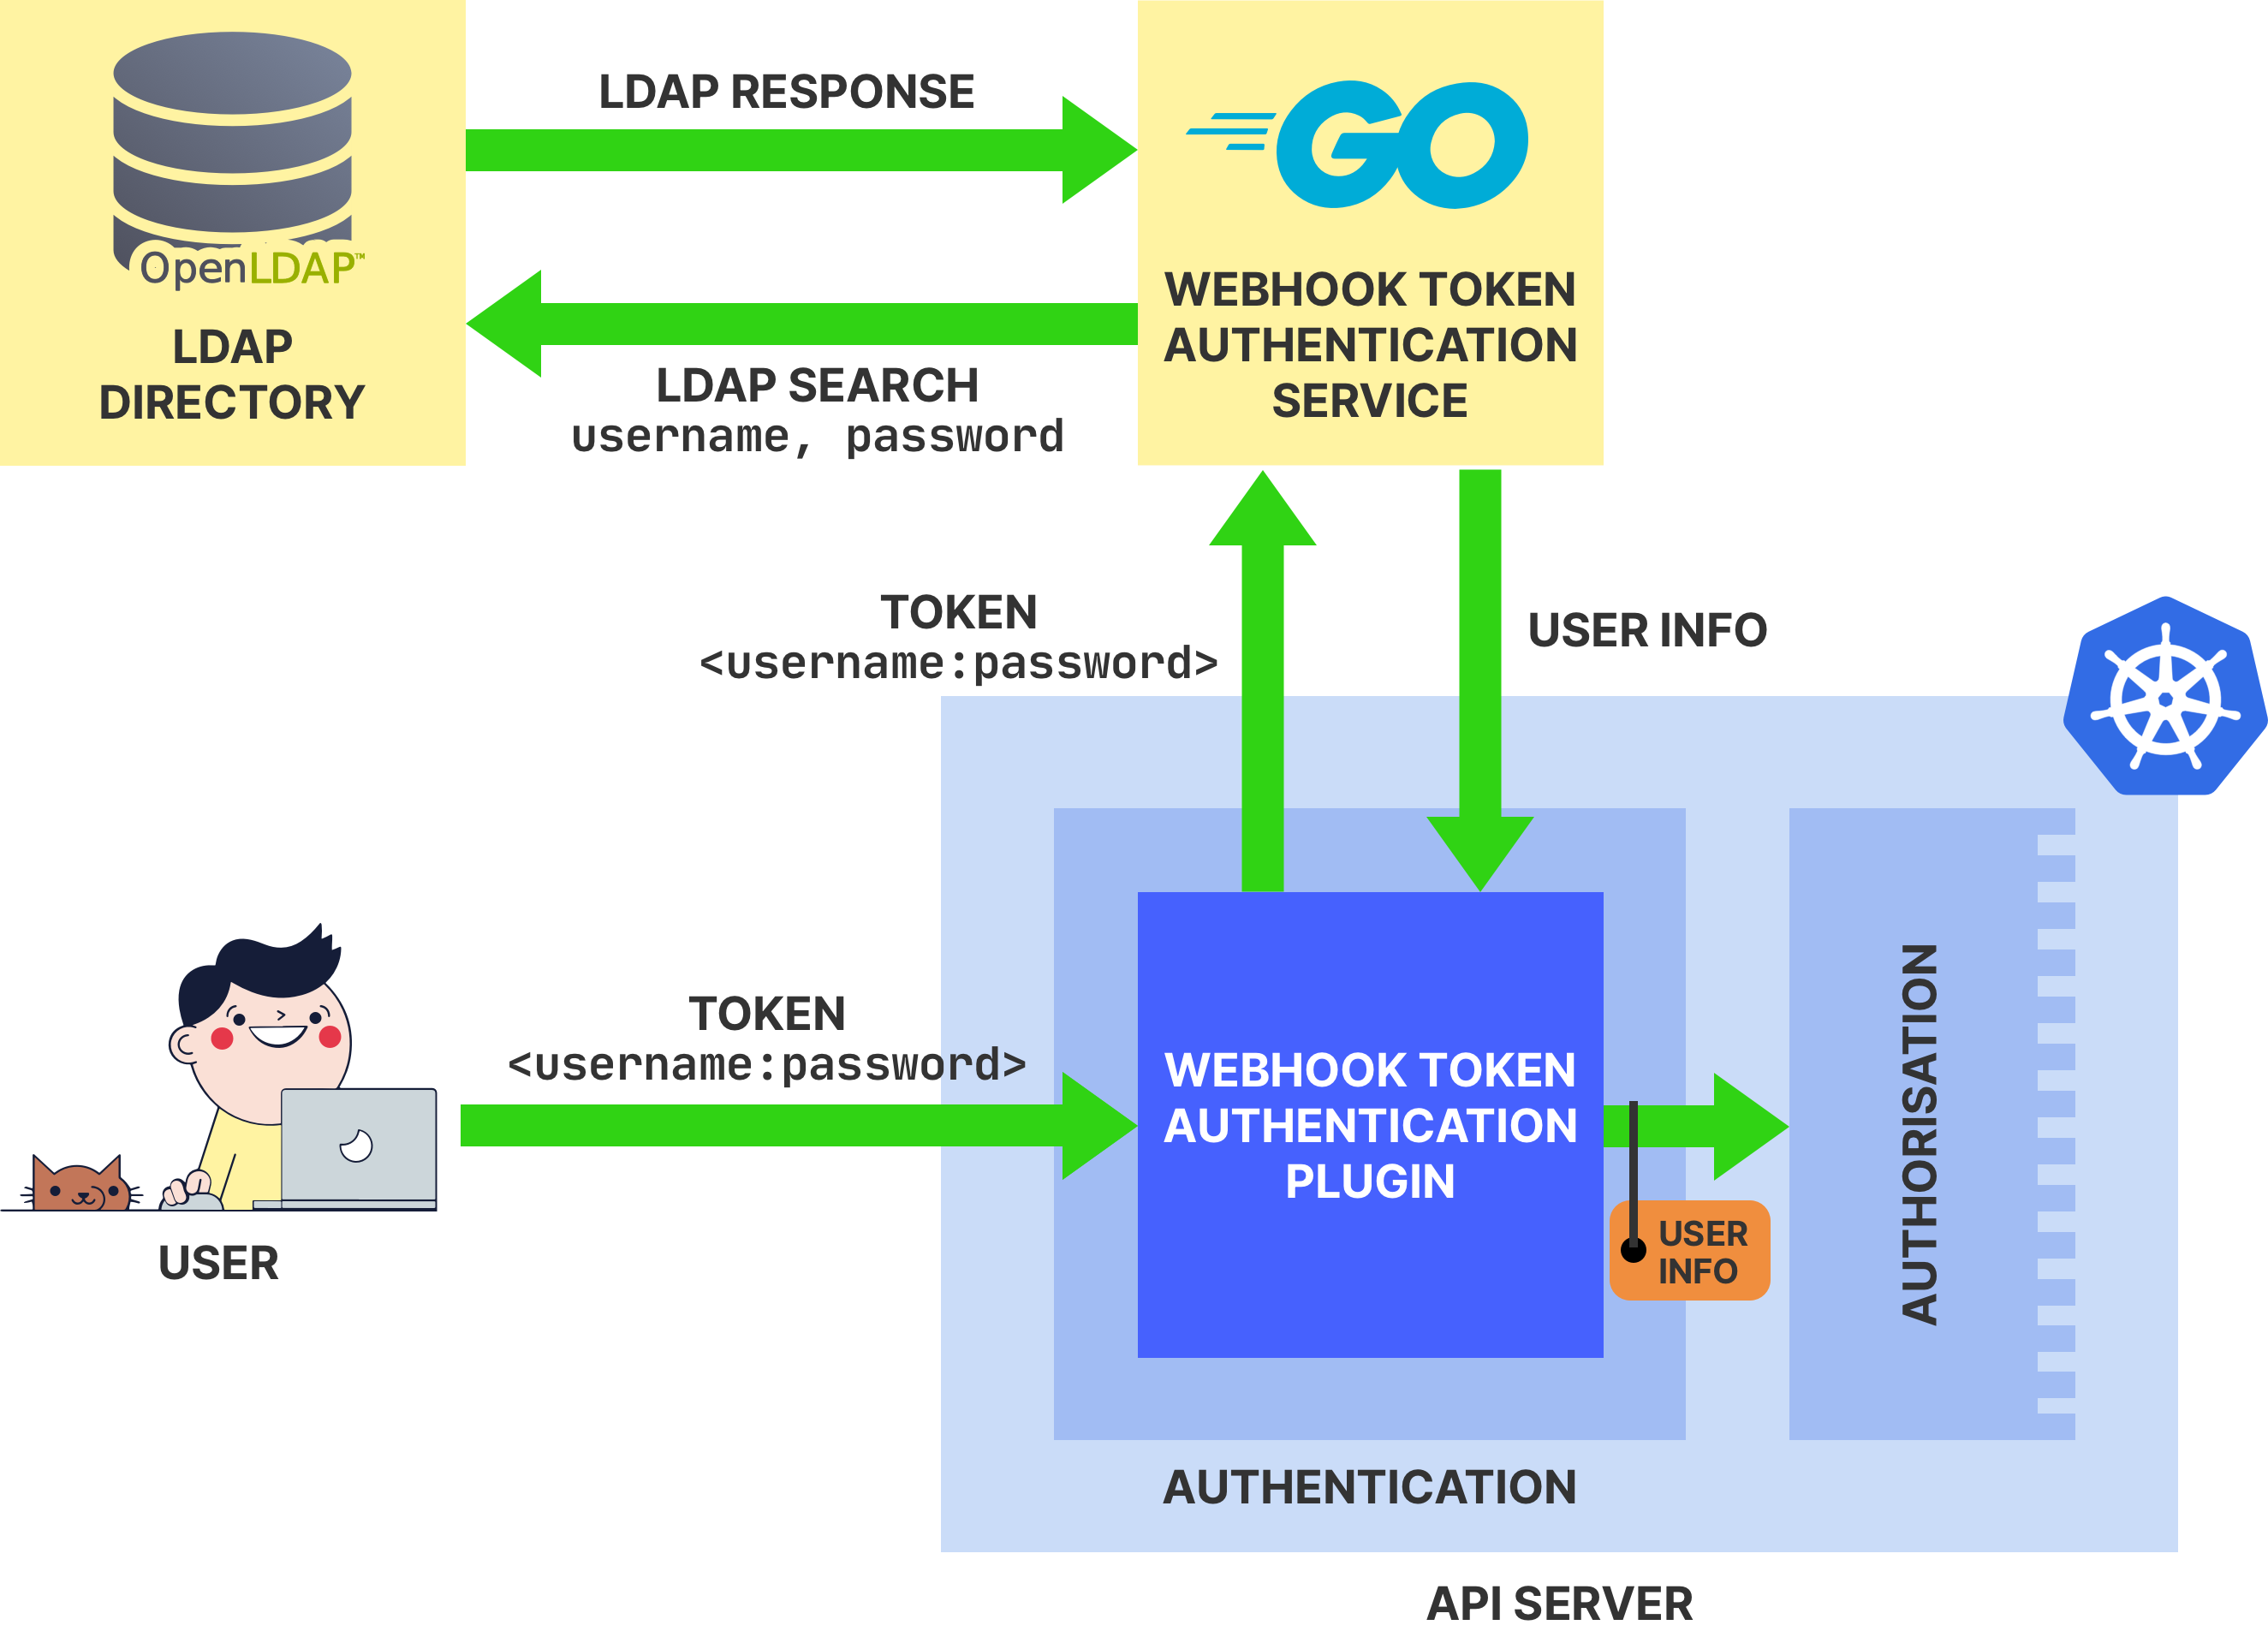 LDAP RESPONSE
GO
OpenLDAP™
LDAP
DIRECTORY
WEBHOOK TOKEN
AUTHENTICATION
SERVICE
LDAP SEARCH
username, password
TOKEN
<username:password>
USER INFO
TOKEN
<username:password>
WEBHOOK TOKEN
AUTHENTICATION
PLUGIN
AUTHORISATION
USER
INFO
USER
AUTHENTICATION
API SERVER